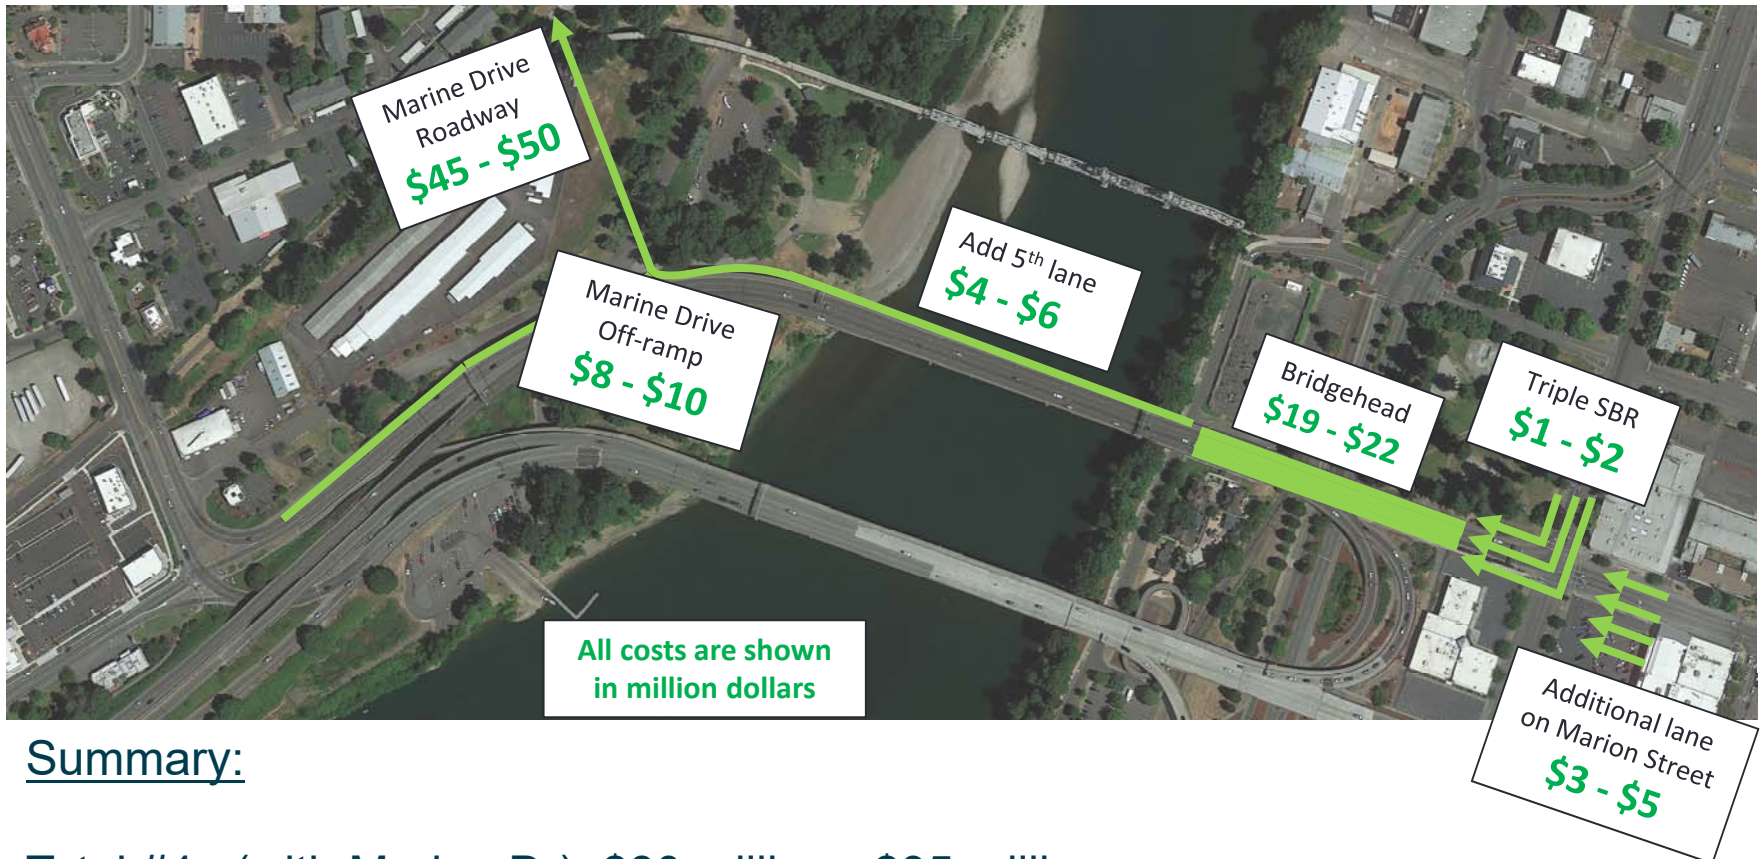 Marine Drive
Roadway
$45 - $50
Marine Drive
Off-ramp
$8 - $10
Add 5th lane
$4 - $6
Bridgehead
$19 - $22
Triple SBR
$1 - $2
Additional lane
on Marion Street
$3 - $5
All costs are shown
in million dollars
Summary: